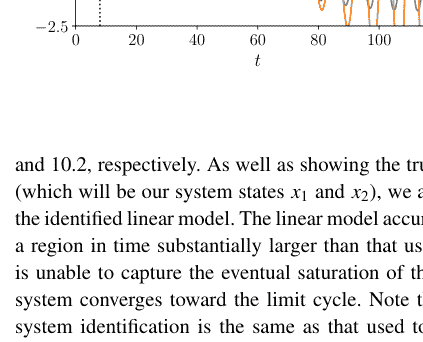 −2.5
0 20 40 60 80 100
t
and 10.2, respectively. As well as showing the tru
(which will be our system states x₁ and x₂), we a
the identified linear model. The linear model accur
a region in time substantially larger than that us
is unable to capture the eventual saturation of th
system converges toward the limit cycle. Note t
system identification is the same as that used to